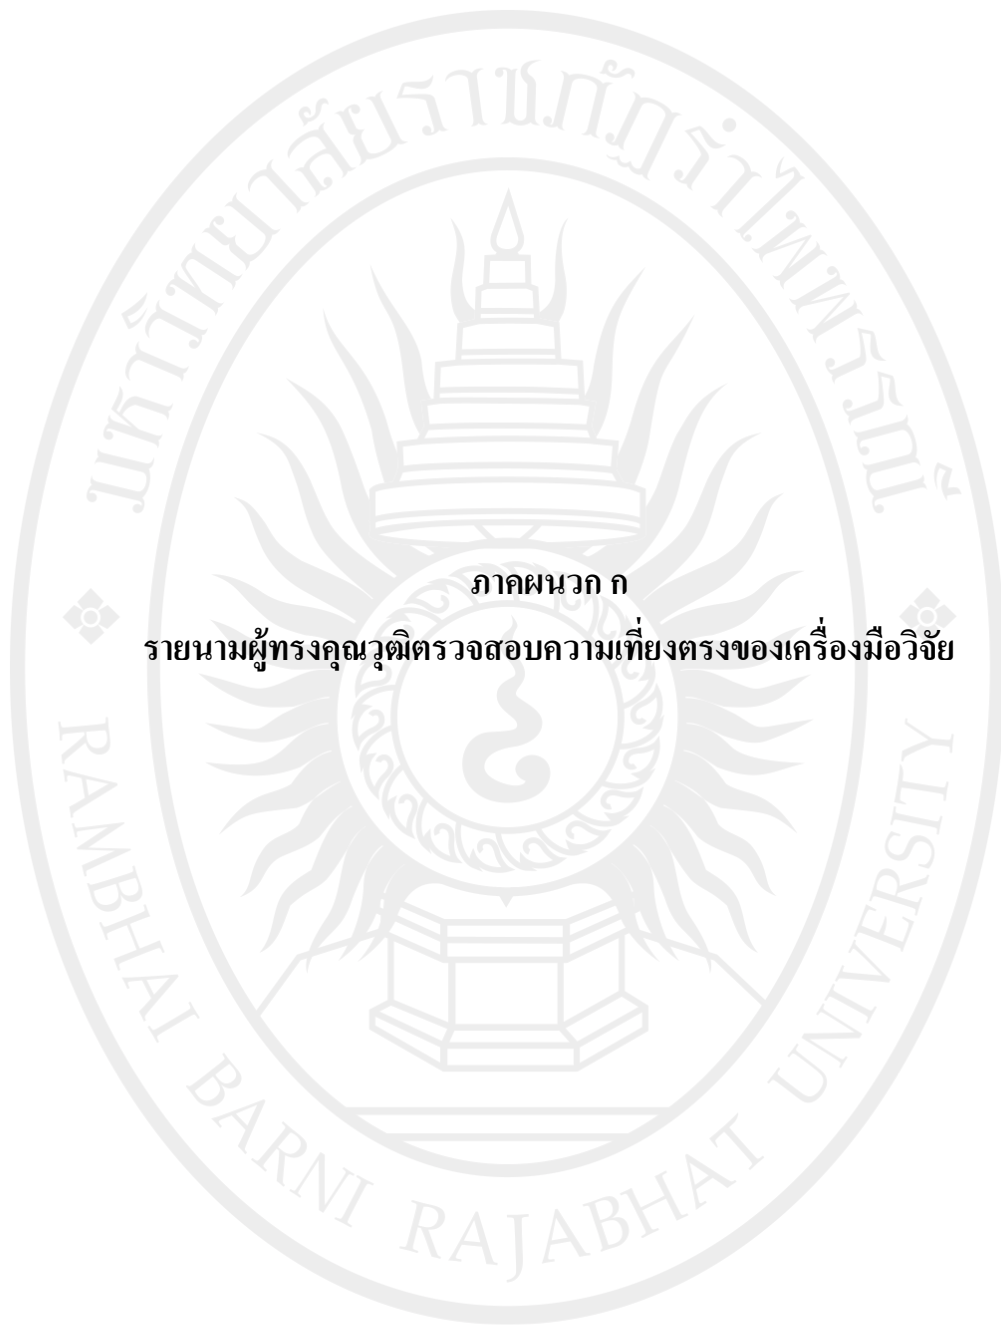 มหาวิทยาลัยราชภัฏรำไพพรรณี
ภาคผนวก ก
รายนามผู้ทรงคุณวุฒิตรวจสอบความเที่ยงตรงของเครื่องมือวิจัย
RAMBHAI BARNI RAJABHAT UNIVERSITY